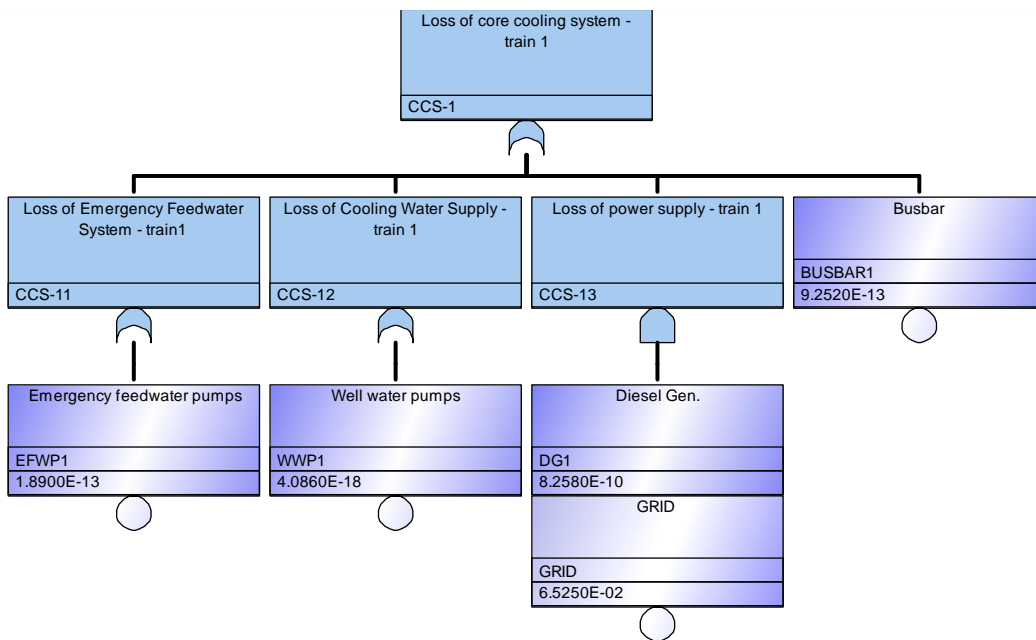 Loss of core cooling system -
train 1
CCS-1
Loss of Emergency Feedwater
System - train1
CCS-11
Loss of Cooling Water Supply -
train 1
CCS-12
Loss of power supply - train 1
CCS-13
Busbar
BUSBAR1
9.2520E-13
Emergency feedwater pumps
EFWP1
1.8900E-13
Well water pumps
WWP1
4.0860E-18
Diesel Gen.
DG1
8.2580E-10
GRID
GRID
6.5250E-02